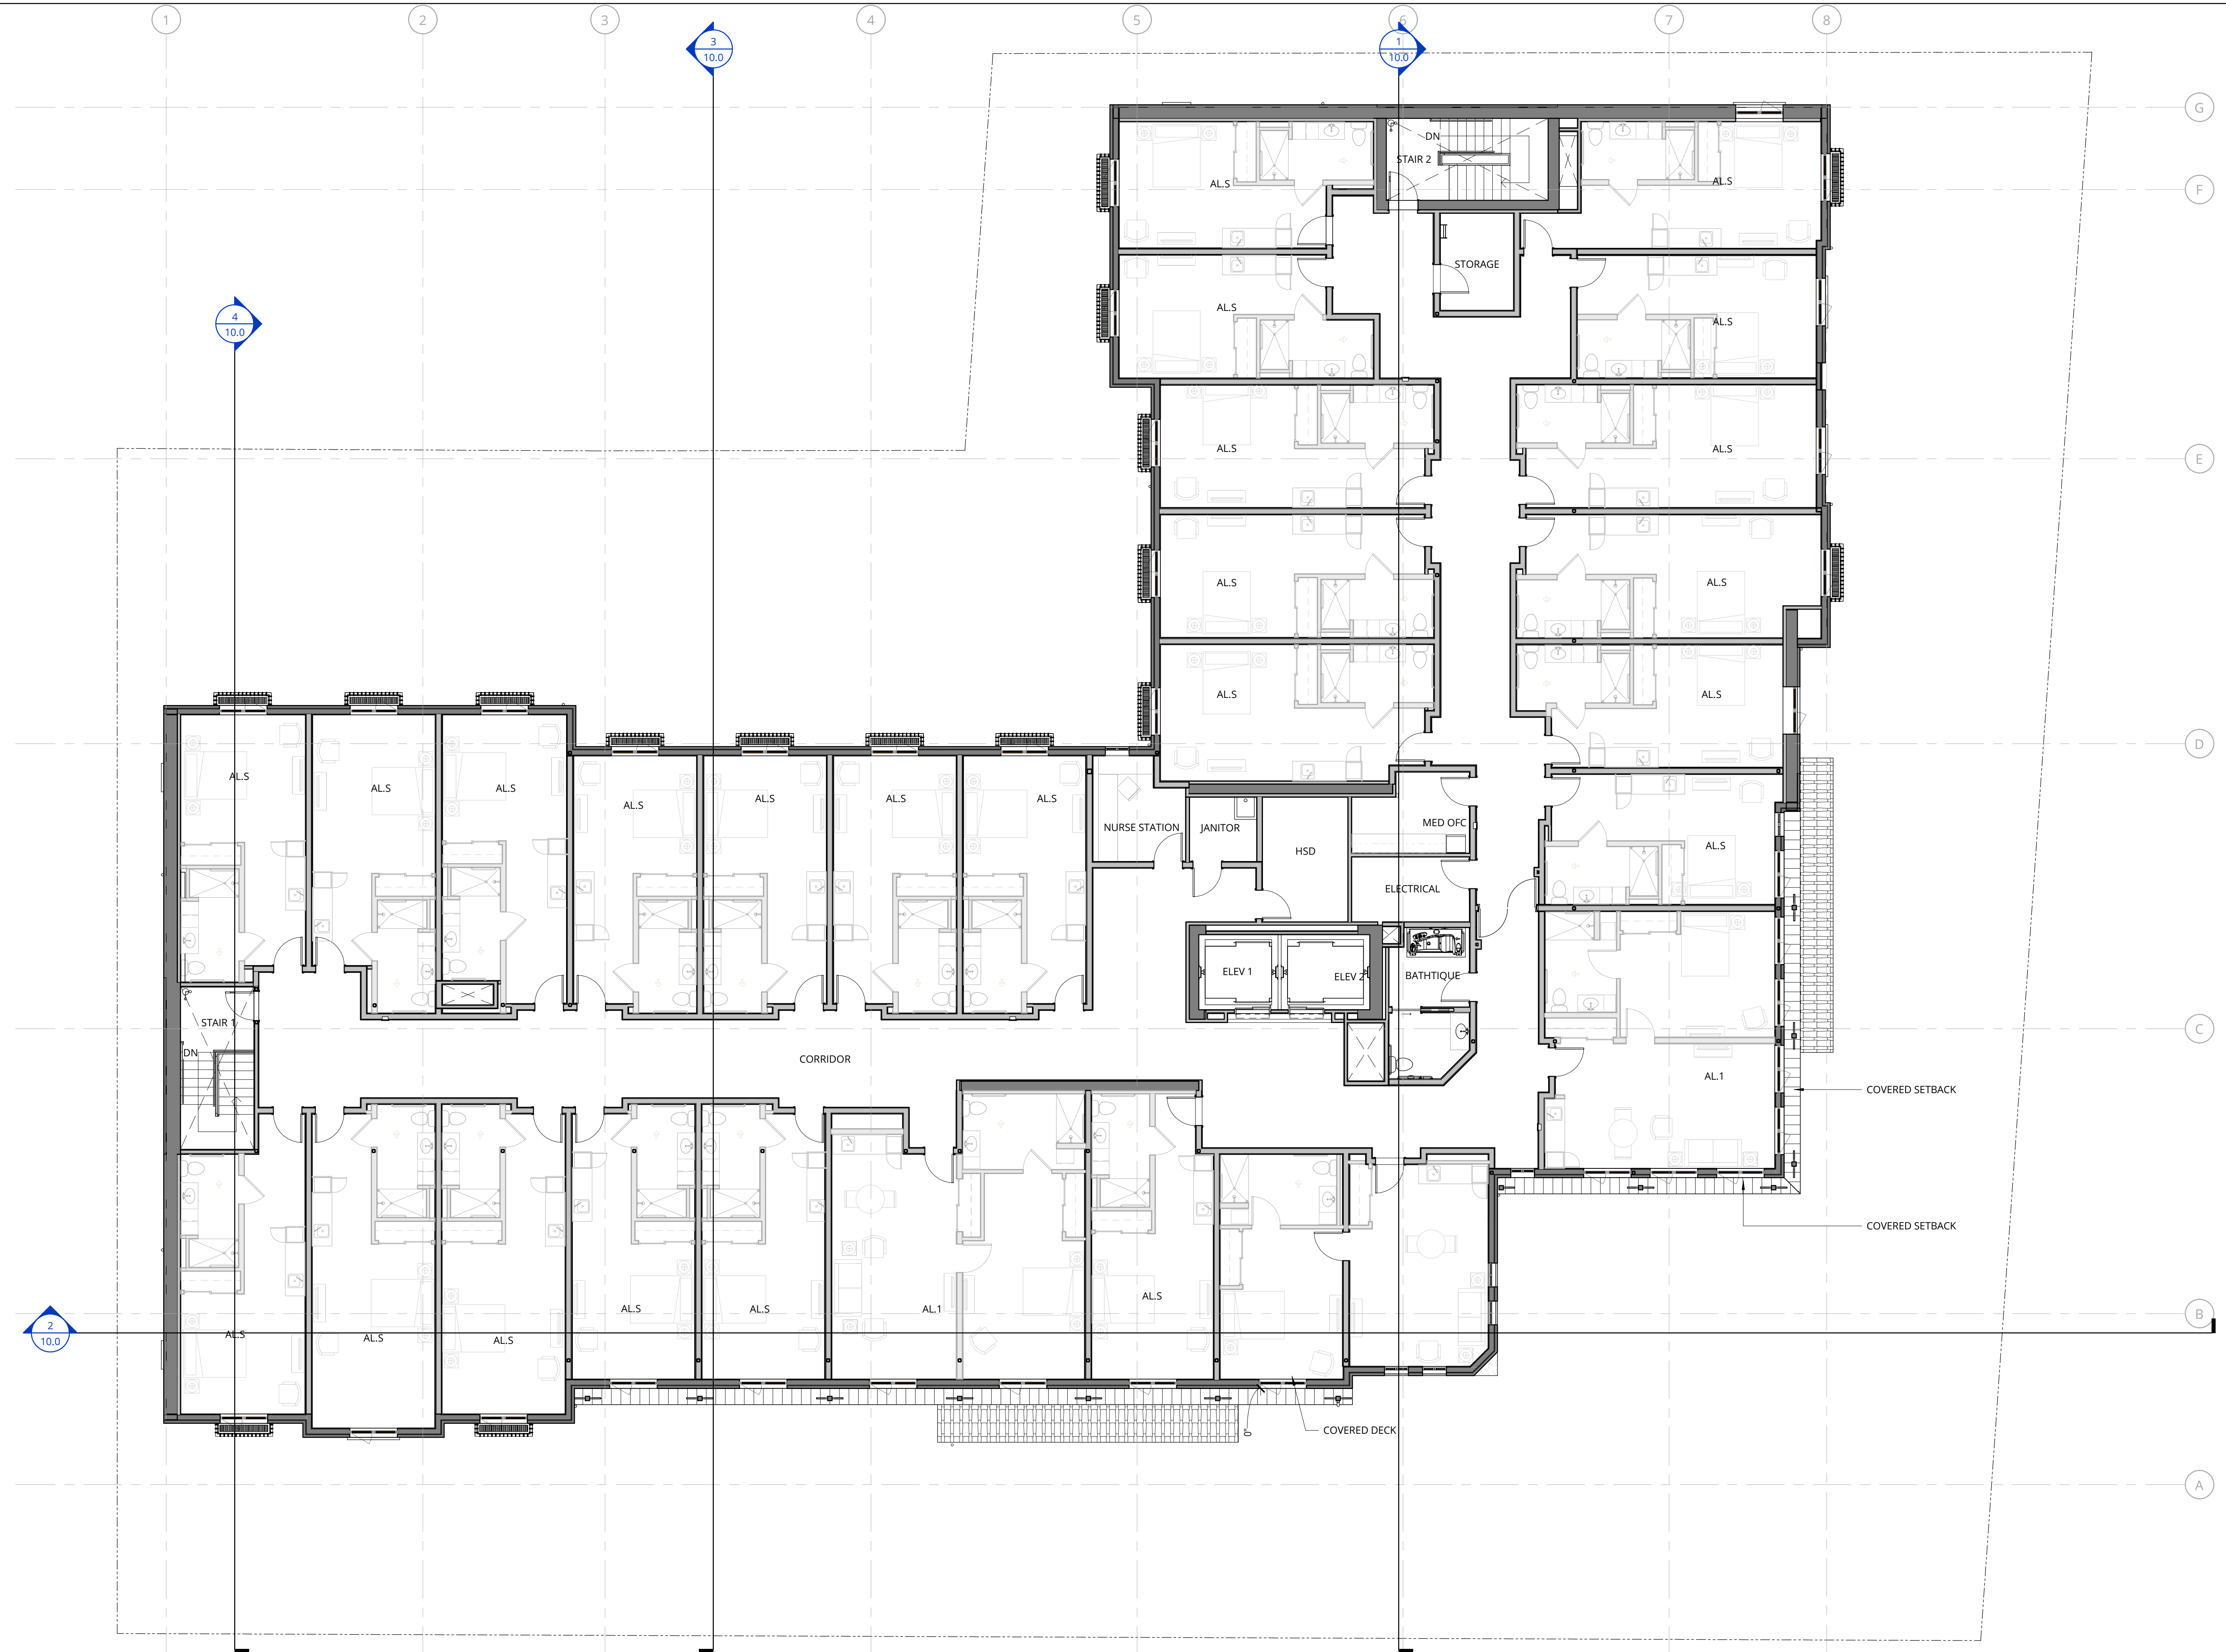 1
2
3
4
5
6
7
8
3
10.0
1
10.0
G
DN
STAIR 2
AL.S
AL.S
F
STORAGE
AL.S
AL.S
4
10.0
AL.S
AL.S
E
AL.S
AL.S
AL.S
AL.S
D
AL.S
AL.S
AL.S
AL.S
AL.S
AL.S
AL.S
NURSE STATION
JANITOR
MED OFC
HSD
AL.S
ELECTRICAL
ELEV 1
ELEV 2
BATHTIQUE
STAIR 1
DN
C
CORRIDOR
AL.1
COVERED SETBACK
COVERED SETBACK
AL.S
AL.S
AL.S
AL.S
AL.S
AL.1
AL.S
B
2
10.0
COVERED DECK
A